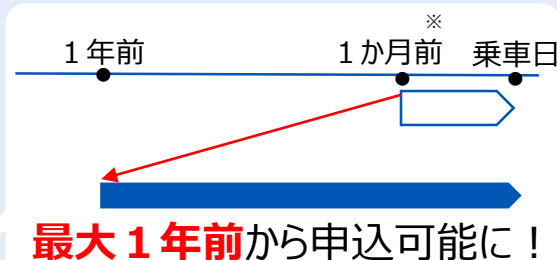 ※
１年前 １か月前 乗車日
最大１年前から申込可能に！